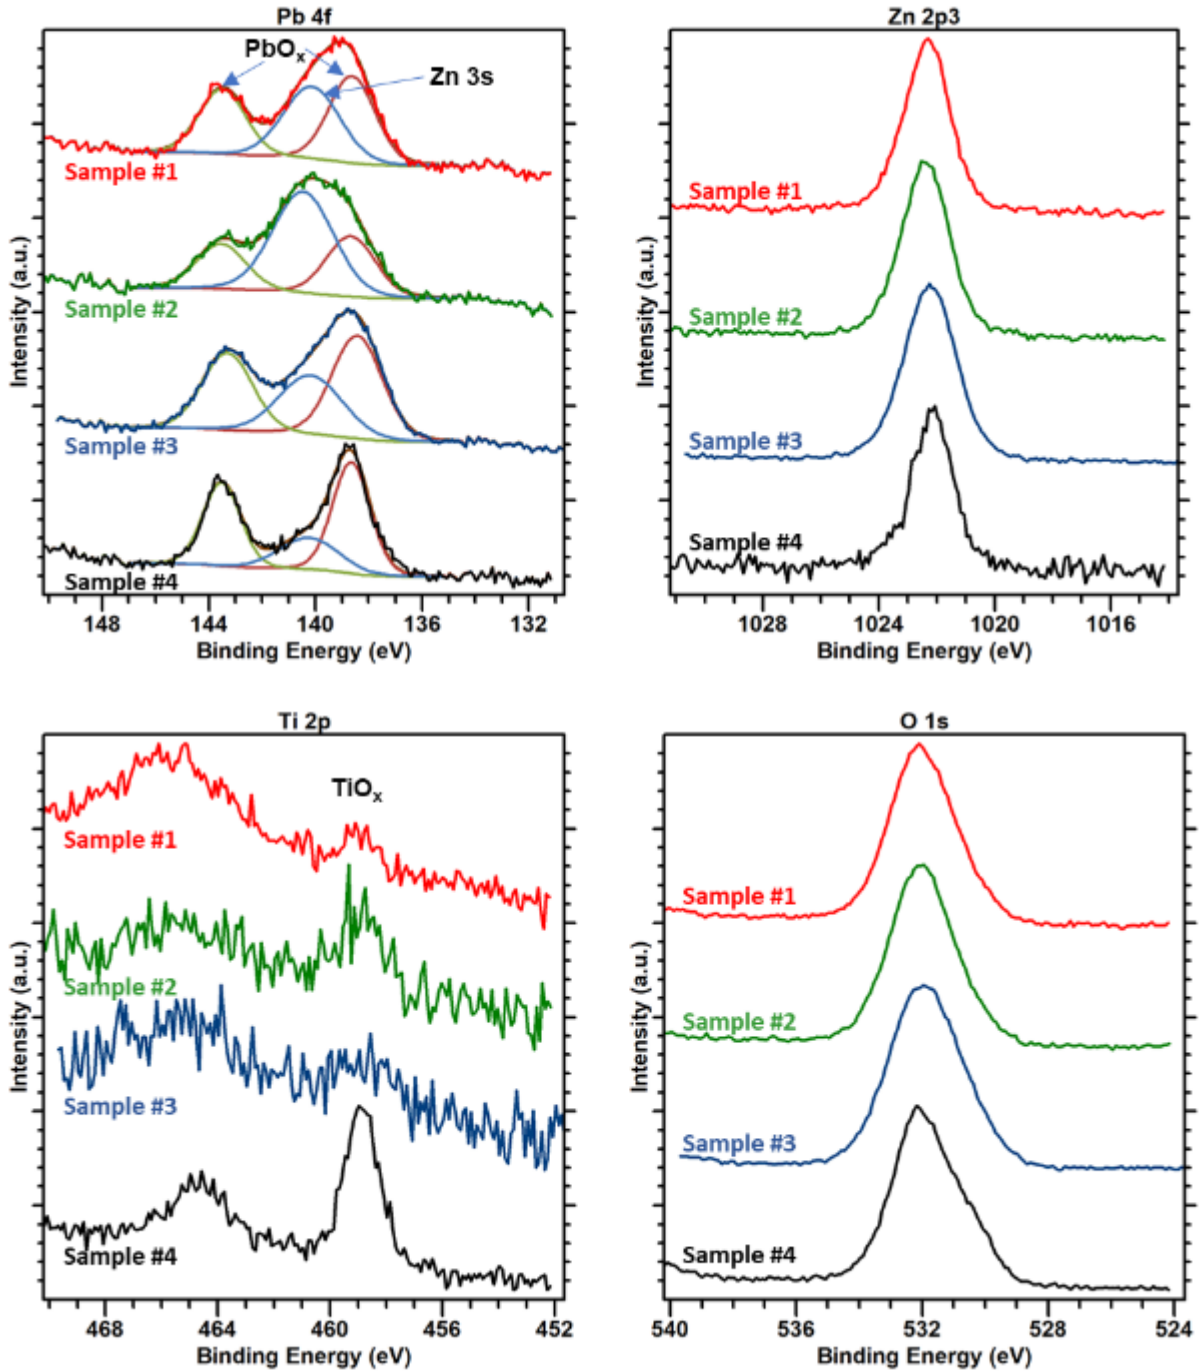 Pb 4f
PbOx
Zn 3s
Sample #1
Sample #2
Sample #3
Sample #4
Intensity (a.u.)
148 144 140 136 132
Binding Energy (eV)
Zn 2p3
Sample #1
Sample #2
Sample #3
Sample #4
Intensity (a.u.)
1028 1024 1020 1016
Binding Energy (eV)
Ti 2p
TiOx
Sample #1
Sample #2
Sample #3
Sample #4
Intensity (a.u.)
468 464 460 456 452
Binding Energy (eV)
O 1s
Sample #1
Sample #2
Sample #3
Sample #4
Intensity (a.u.)
540 536 532 528 524
Binding Energy (eV)